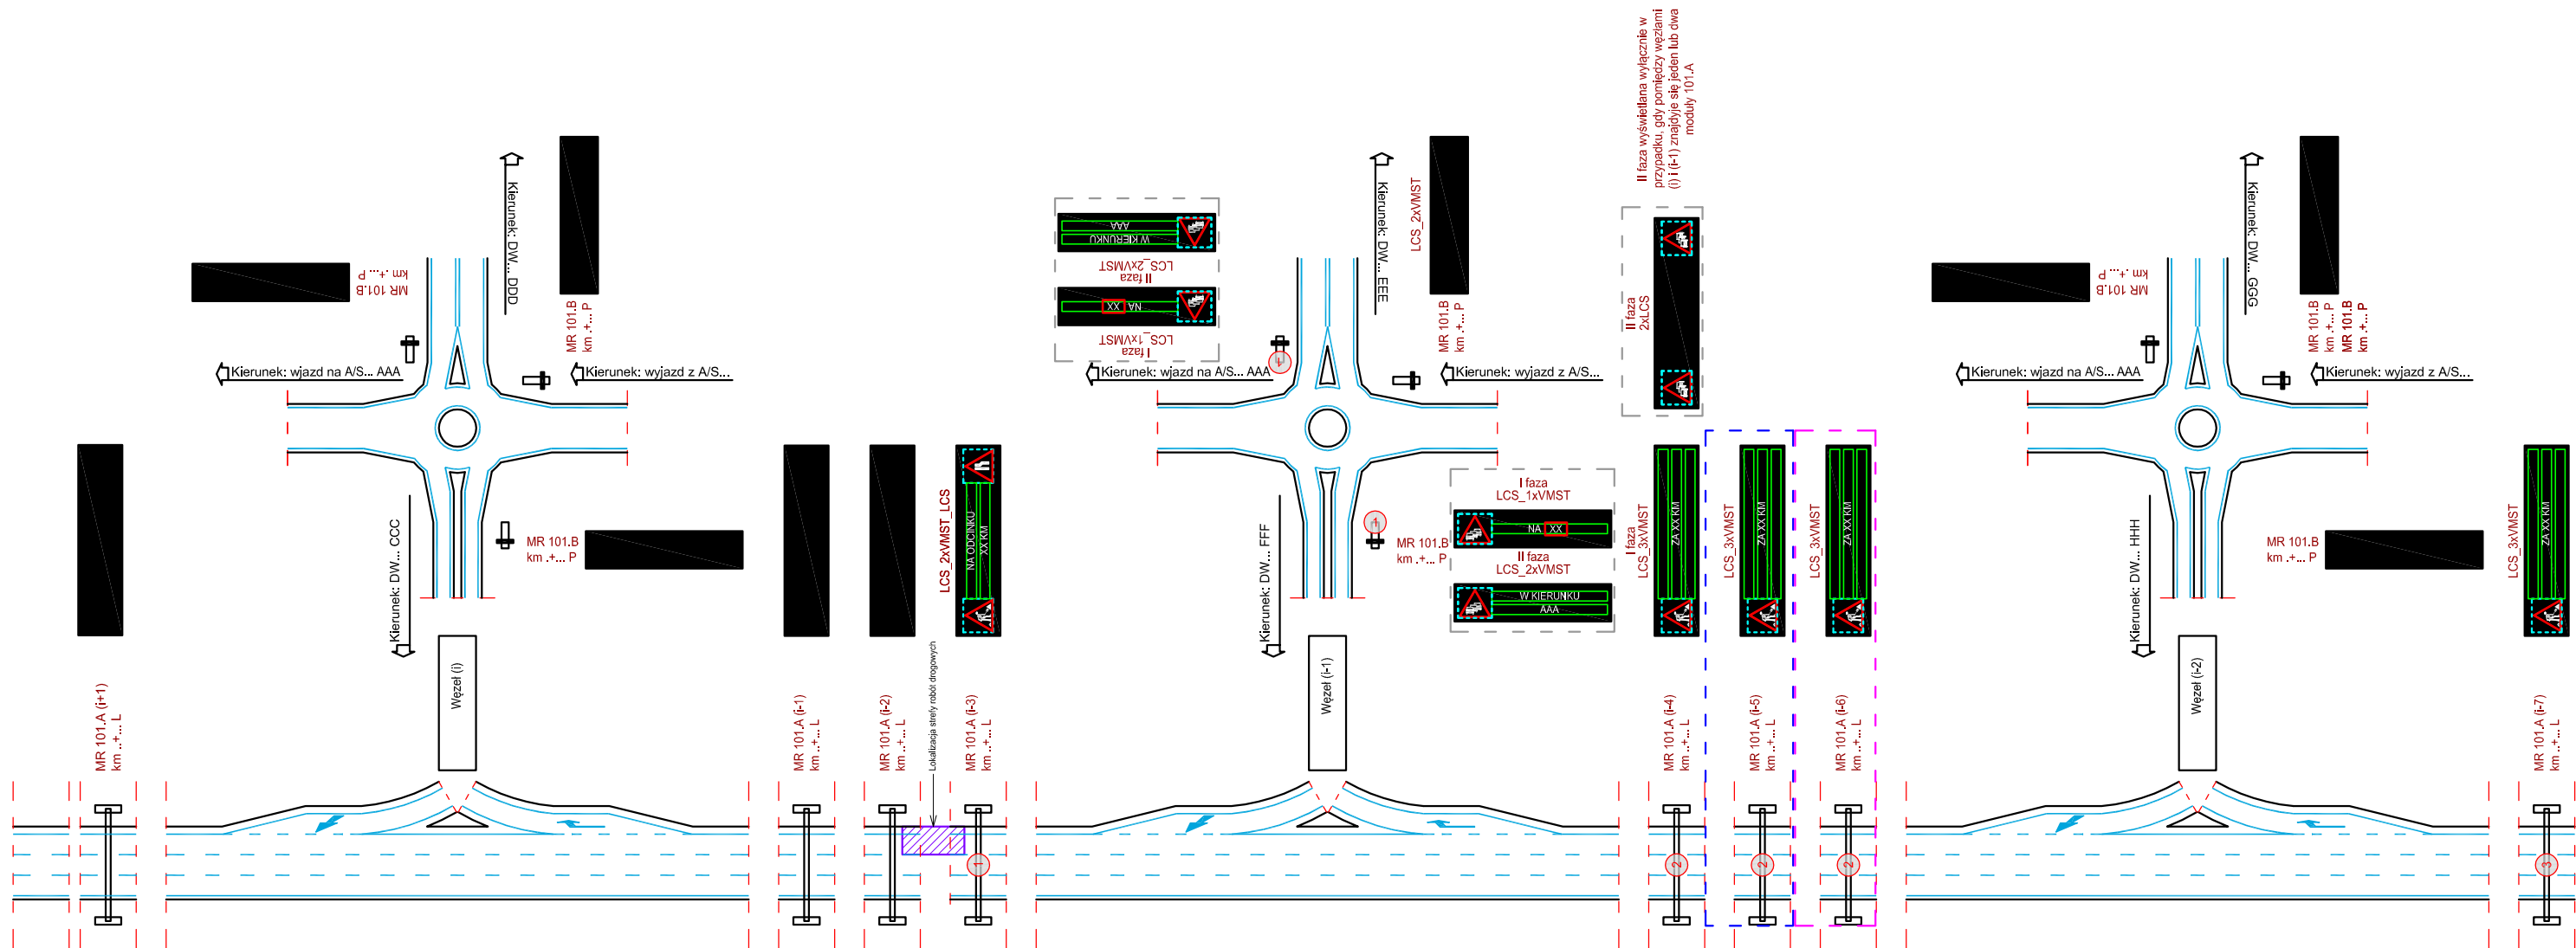 Kierunek: DW... DDD
MR 101.B
km .+... P
MR 101.B
km .+... P
Kierunek: wjazd na A/S... AAA
Kierunek: wyjazd z A/S...
Kierunek: DW... CCC
MR 101.B
km .+... P
Węzeł (i)
MR 101.A (i+1)
km ..+... L
MR 101.A (i-1)
km ..+... L
MR 101.A (i-2)
km ..+... L
Lokalizacja strefy robót drogowych
LCS_2xVMST_LCS
NA ODCINKU
XX KM
MR 101.A (i-3)
km ..+... L
1
I faza
LCS_1xVMST
NA XX
II faza
LCS_2xVMST
W KIERUNKU
AAA
1
Kierunek: DW... EEE
LCS_2xVMST
MR 101.B
km .+... P
Kierunek: wjazd na A/S... AAA
Kierunek: wyjazd z A/S...
Kierunek: DW... FFF
1
MR 101.B
km .+... P
I faza
LCS_1xVMST
NA XX
II faza
LCS_2xVMST
W KIERUNKU
AAA
Węzeł (i-1)
II faza wyświetlana wyłącznie w
przypadku, gdy pomiędzy węzłami
(i) i (i-1) znajdyje się jeden lub dwa
moduły 101.A
II faza
2xLCS
I faza
LCS_3xVMST
ZA XX KM
MR 101.A (i-4)
km ..+... L
2
LCS_3xVMST
ZA XX KM
MR 101.A (i-5)
km ..+... L
2
LCS_3xVMST
ZA XX KM
MR 101.A (i-6)
km ..+... L
2
Kierunek: DW... GGG
MR 101.B
km .+... P
MR 101.B
km .+... P
MR 101.B
km .+... P
Kierunek: wjazd na A/S... AAA
Kierunek: wyjazd z A/S...
Kierunek: DW... HHH
MR 101.B
km .+... P
Węzeł (i-2)
LCS_3xVMST
ZA XX KM
MR 101.A (i-7)
km ..+... L
3